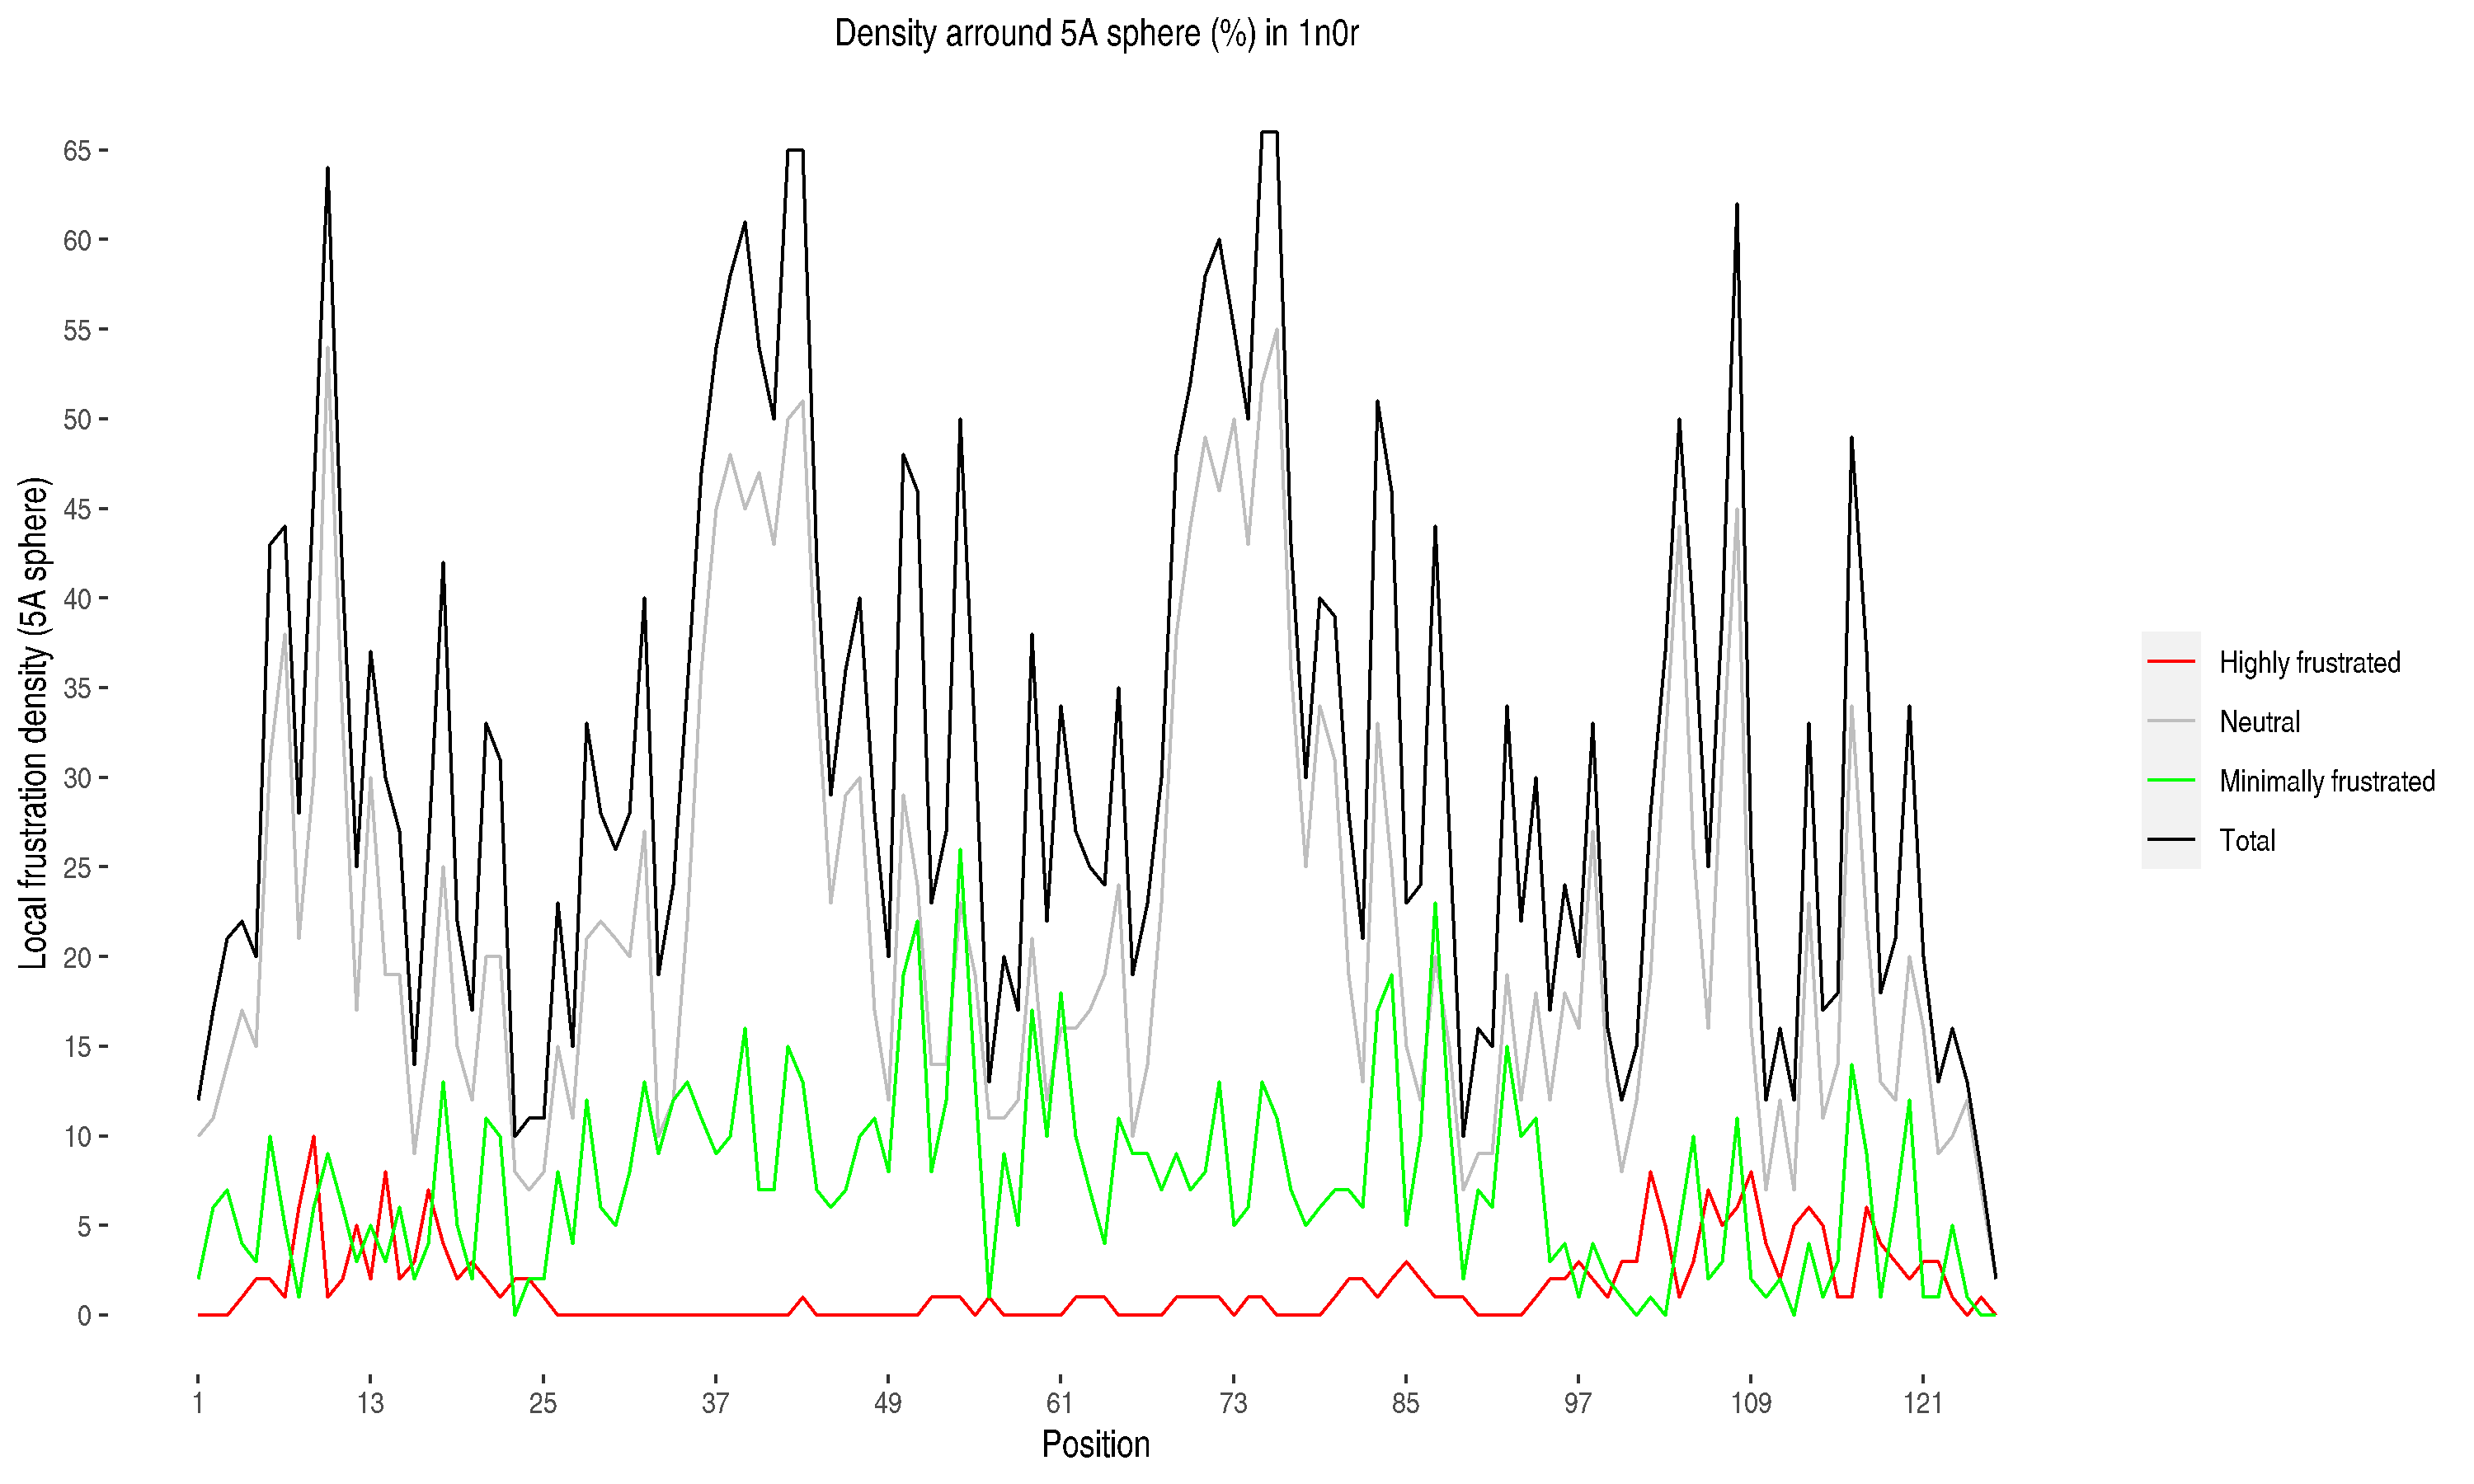 Density arround 5A sphere (%) in 1n0r
Local frustration density (5A sphere)
65
60
55
50
45
40
35
30
25
20
15
10
5
0
1 13 25 37 49 61 73 85 97 109 121
Position
Highly frustrated
Neutral
Minimally frustrated
Total